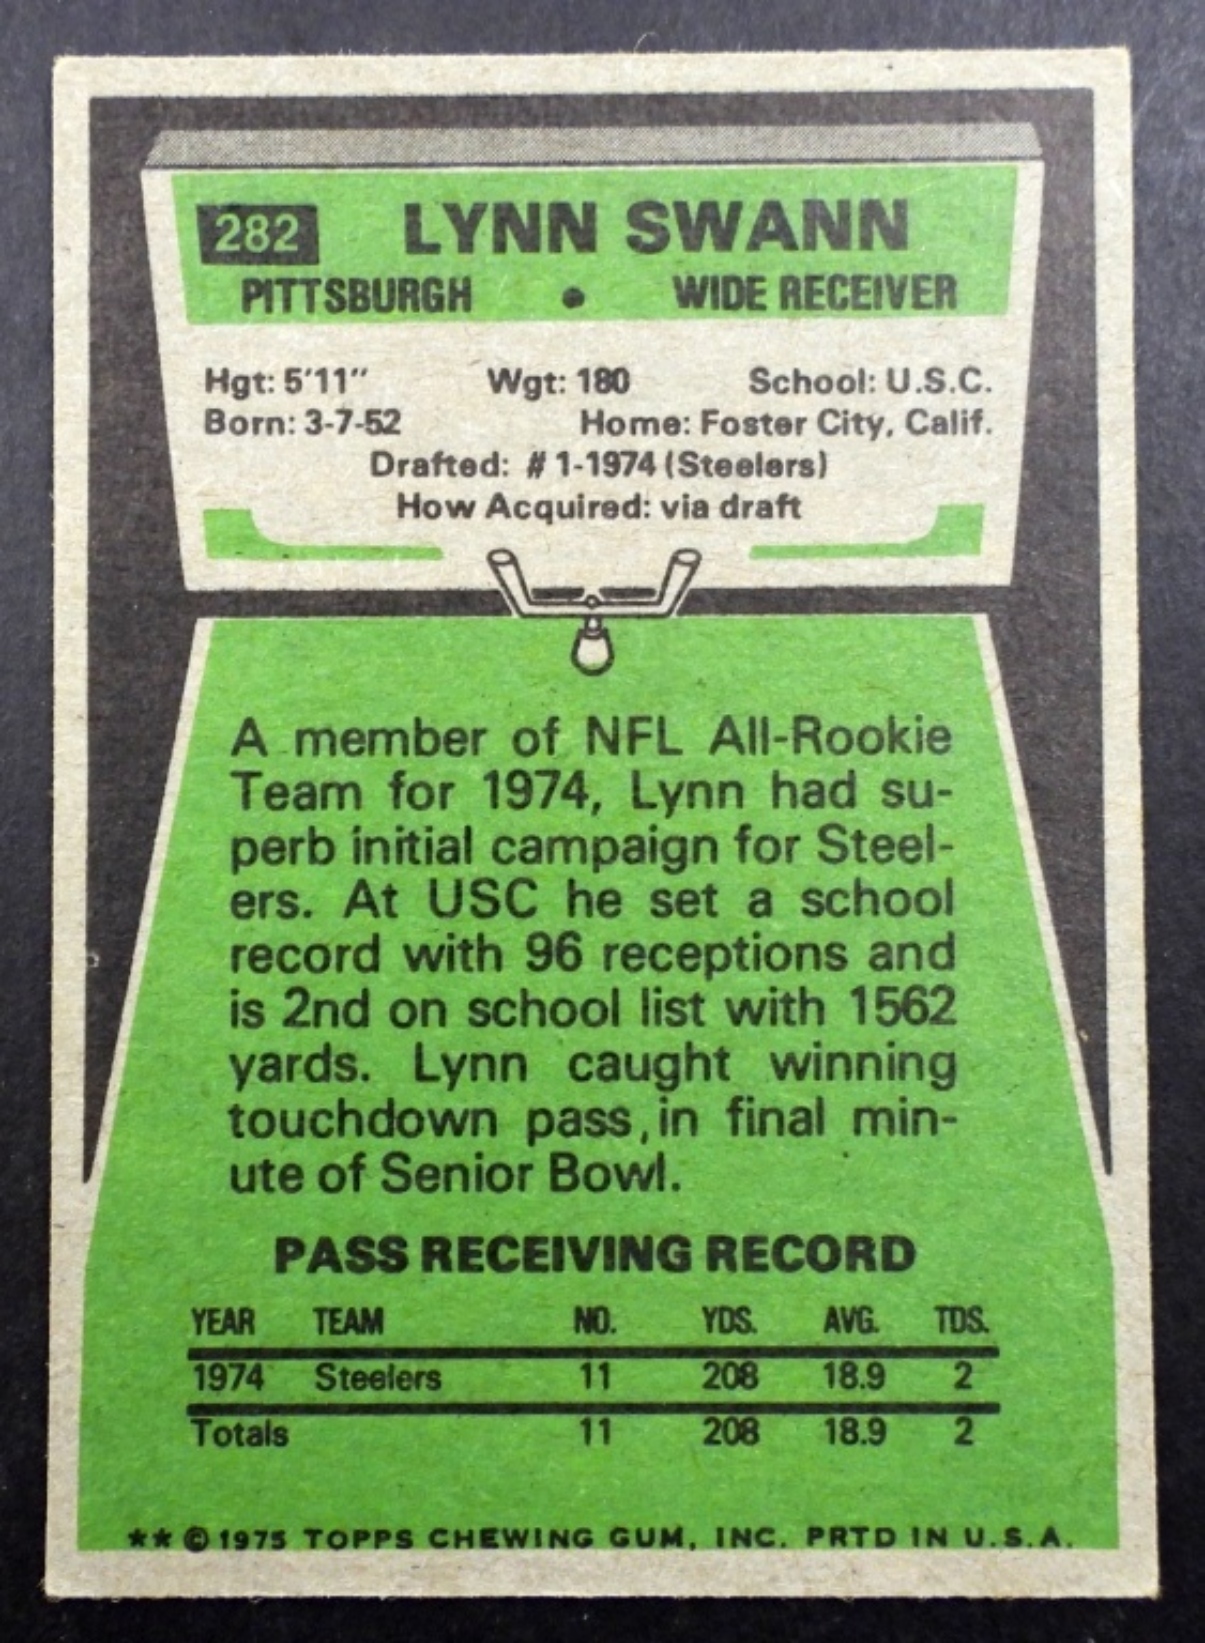 282 LYNN SWANN
PITTSBURGH • WIDE RECEIVER
Hgt: 5'11" Wgt: 180 School: U.S.C.
Born: 3-7-52 Home: Foster City, Calif.
Drafted: #1-1974 (Steelers)
How Acquired: via draft
A member of NFL All-Rookie
Team for 1974, Lynn had su-
perb initial campaign for Steel-
ers. At USC he set a school
record with 96 receptions and
is 2nd on school list with 1562
yards. Lynn caught winning
touchdown pass, in final min-
ute of Senior Bowl.
PASS RECEIVING RECORD
YEAR TEAM NO. YDS. AVG. TDS.
1974 Steelers 11 208 18.9 2
Totals 11 208 18.9 2
** © 1975 TOPPS CHEWING GUM, INC. PRTD IN U.S.A.